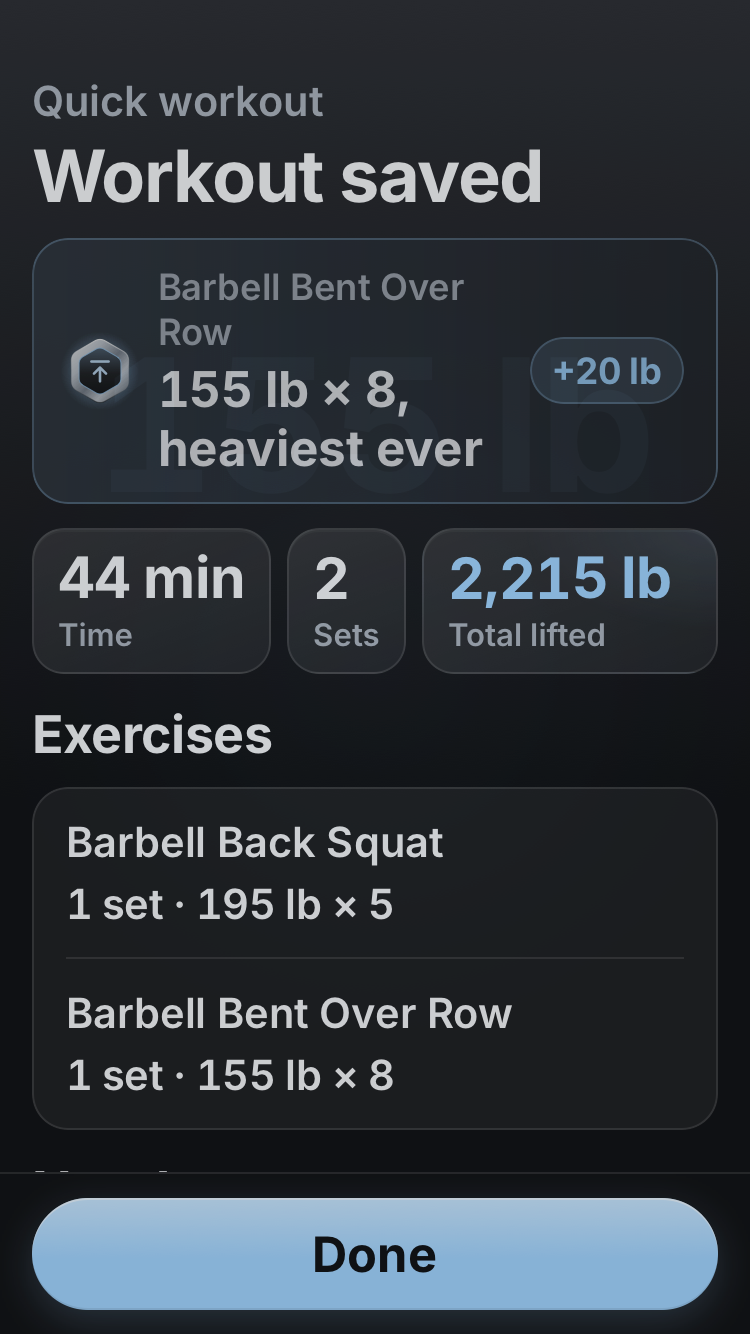 Quick workout
Workout saved
Barbell Bent Over
Row
155 lb × 8,
heaviest ever
+20 lb
155 lb
44 min
Time
2
Sets
2,215 lb
Total lifted
Exercises
Barbell Back Squat
1 set · 195 lb × 5
Barbell Bent Over Row
1 set · 155 lb × 8
Done